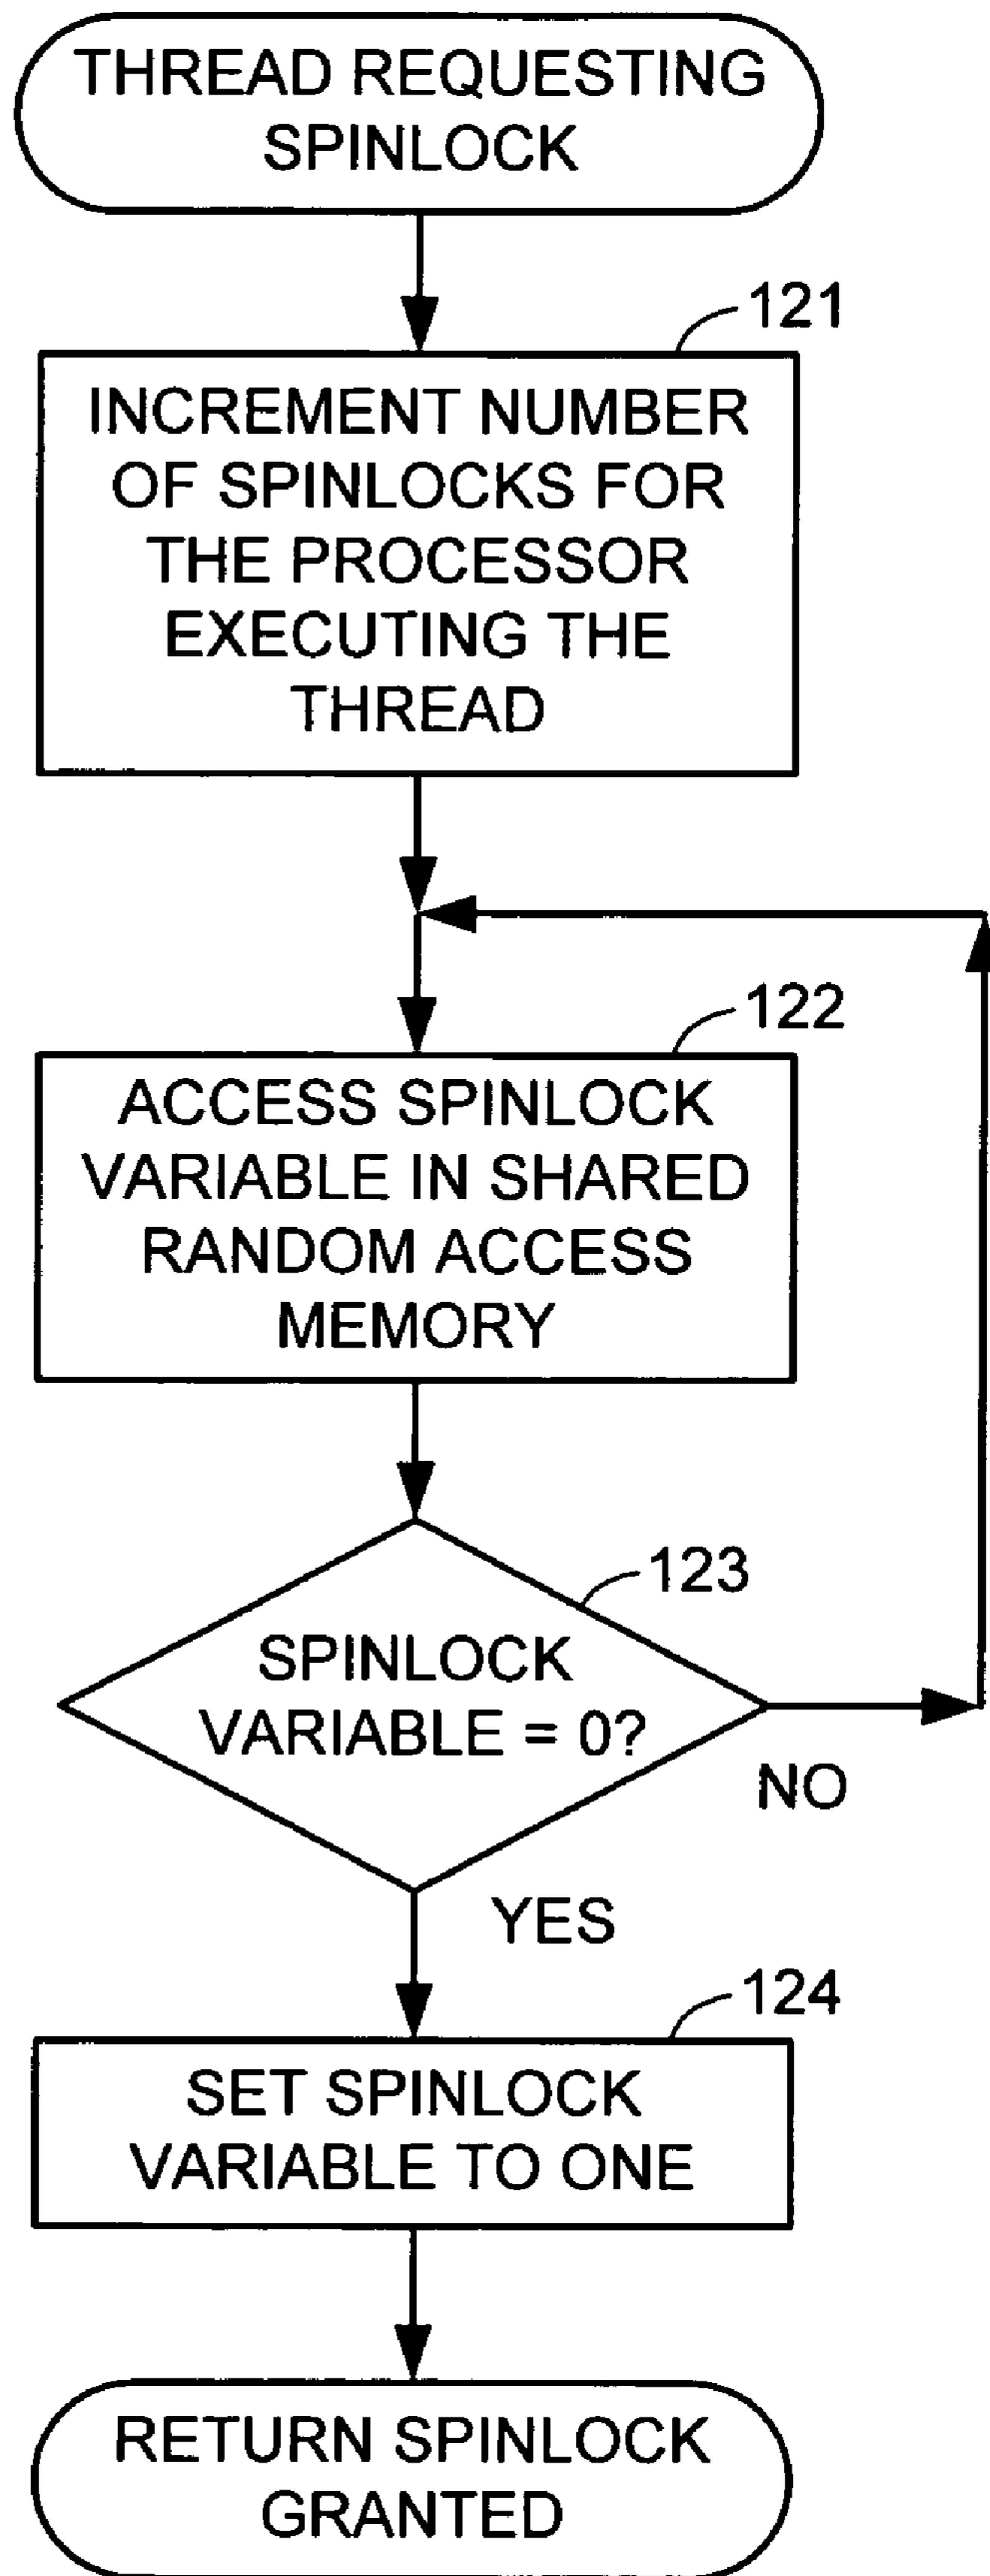 THREAD REQUESTING
SPINLOCK
121
INCREMENT NUMBER
OF SPINLOCKS FOR
THE PROCESSOR
EXECUTING THE
THREAD
122
ACCESS SPINLOCK
VARIABLE IN SHARED
RANDOM ACCESS
MEMORY
123
SPINLOCK
VARIABLE = 0?
NO
YES
124
SET SPINLOCK
VARIABLE TO ONE
RETURN SPINLOCK
GRANTED